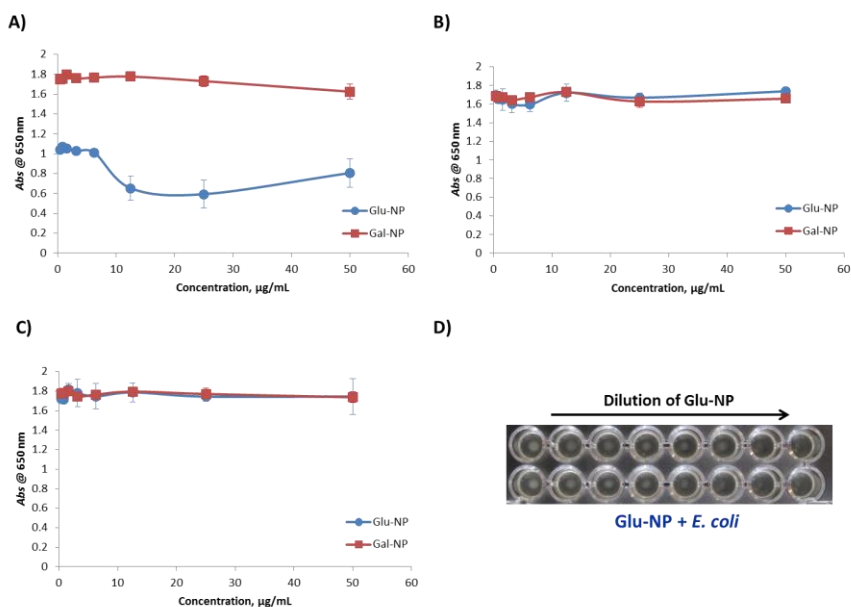 A)
2
1.8
1.6
1.4
1.2
1
0.8
0.6
0.4
0.2
0
Abs @ 650 nm
0 10 20 30 40 50 60
Concentration, µg/mL
Glu-NP
Gal-NP
B)
2
1.8
1.6
1.4
1.2
1
0.8
0.6
0.4
0.2
0
Abs @ 650 nm
0 10 20 30 40 50 60
Concentration, µg/mL
Glu-NP
Gal-NP
C)
2
1.8
1.6
1.4
1.2
1
0.8
0.6
0.4
0.2
0
Abs @ 650 nm
0 10 20 30 40 50 60
Concentration, µg/mL
Glu-NP
Gal-NP
D)
Dilution of Glu-NP
Glu-NP + E. coli